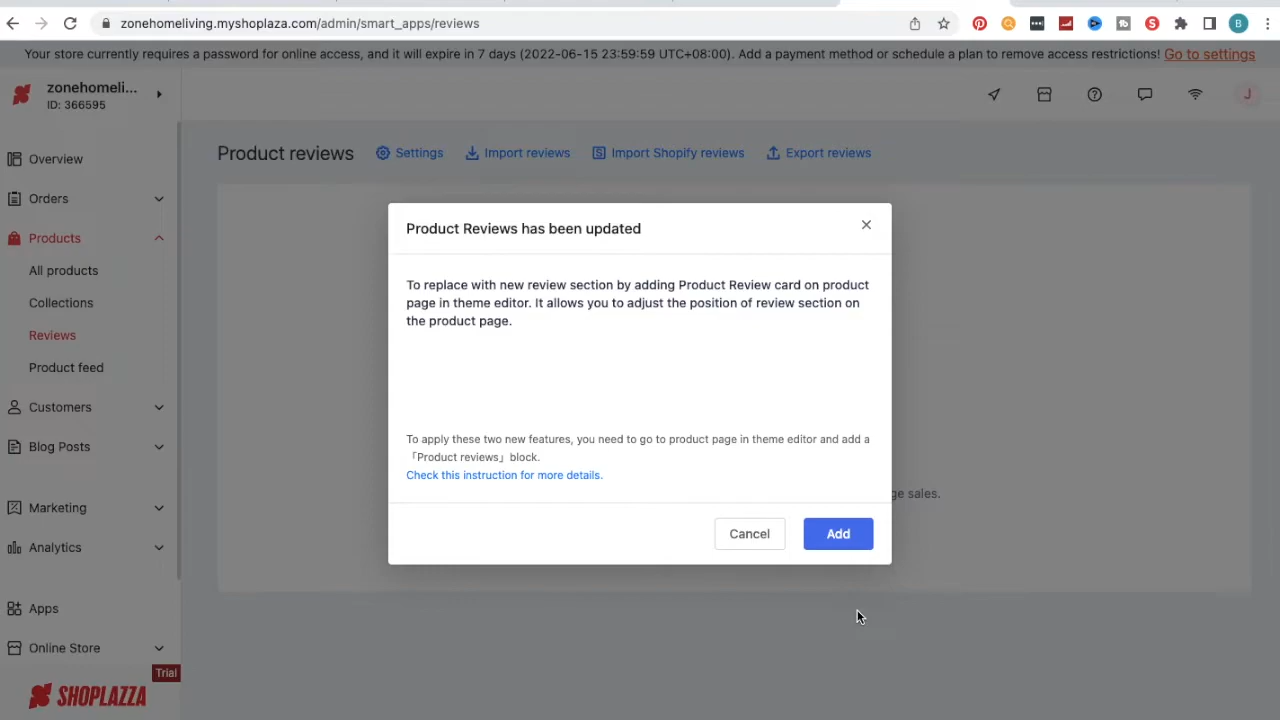 zonehomeliving.myshoplaza.com/admin/smart_apps/reviews
B
Your store currently requires a password for online access, and it will expire in 7 days (2022-06-15 23:59:59 UTC+08:00). Add a payment method or schedule a plan to remove access restrictions! Go to settings
zonehomeli...
ID: 366595
J
Overview
Orders
Products
All products
Collections
Reviews
Product feed
Customers
Blog Posts
Marketing
Analytics
Apps
Online Store
Trial
SHOPLAZZA
Product reviews
Settings
Import reviews
Import Shopify reviews
Export reviews
Product Reviews has been updated
To replace with new review section by adding Product Review card on product
page in theme editor. It allows you to adjust the position of review section on
the product page.
To apply these two new features, you need to go to product page in theme editor and add a
「Product reviews」block.
Check this instruction for more details.
ge sales.
Cancel
Add